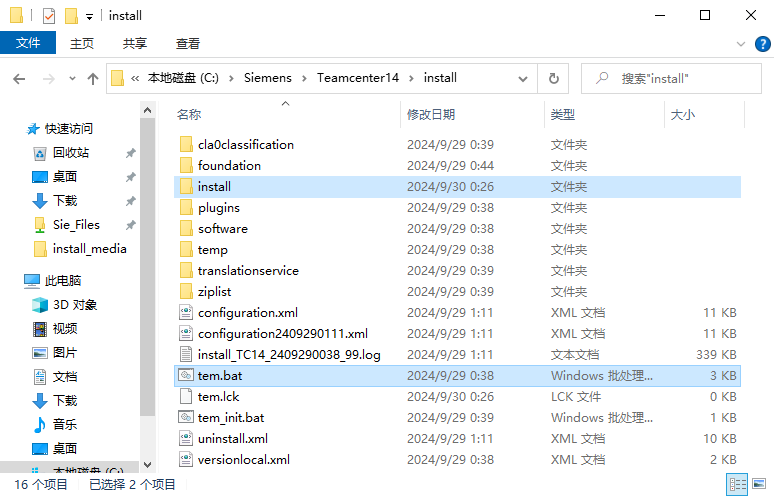 install
文件 主页 共享 查看
« 本地磁盘 (C:) › Siemens › Teamcenter14 › install 搜索"install"
名称 修改日期 类型 大小
快速访问
回收站
桌面
下载
Sie_Files
install_media
此电脑
3D 对象
视频
图片
文档
下载
音乐
桌面
本地磁盘 (C:)
cla0classification 2024/9/29 0:39 文件夹
foundation 2024/9/29 0:44 文件夹
install 2024/9/30 0:26 文件夹
plugins 2024/9/29 0:38 文件夹
software 2024/9/29 0:38 文件夹
temp 2024/9/29 0:38 文件夹
translationservice 2024/9/29 0:39 文件夹
ziplist 2024/9/29 0:39 文件夹
configuration.xml 2024/9/29 1:11 XML 文档 11 KB
configuration2409290111.xml 2024/9/29 1:11 XML 文档 11 KB
install_TC14_2409290038_99.log 2024/9/29 1:11 文本文档 339 KB
tem.bat 2024/9/29 0:38 Windows 批处理... 3 KB
tem.lck 2024/9/30 0:26 LCK 文件 0 KB
tem_init.bat 2024/9/29 0:39 Windows 批处理... 1 KB
uninstall.xml 2024/9/29 1:11 XML 文档 10 KB
versionlocal.xml 2024/9/29 0:38 XML 文档 2 KB
16 个项目 已选择 2 个项目